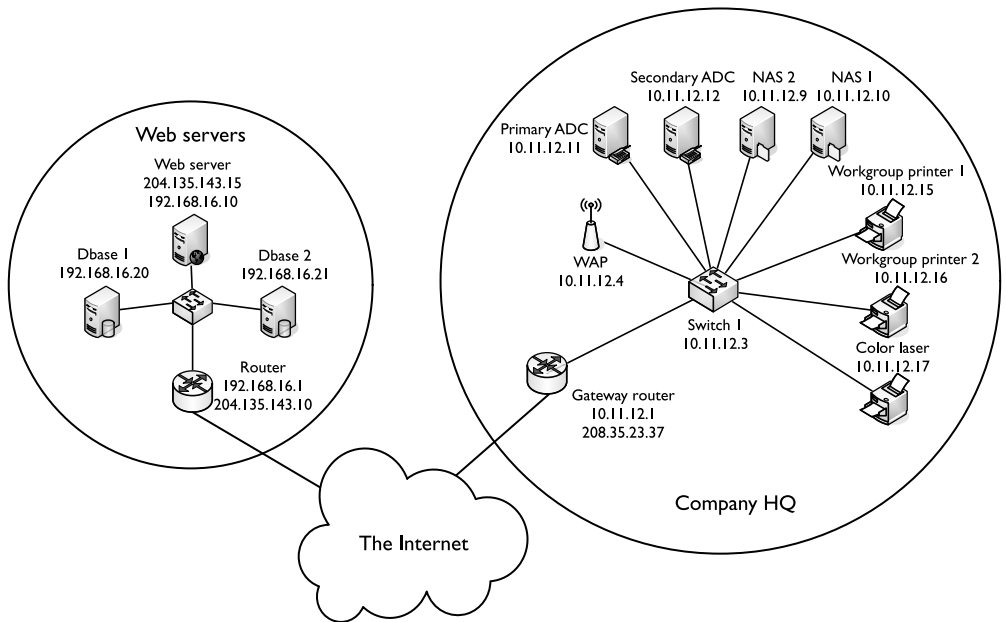 Web servers
Web server
204.135.143.15
192.168.16.10
Dbase 1
192.168.16.20
Dbase 2
192.168.16.21
Router
192.168.16.1
204.135.143.10
The Internet
Secondary ADC
10.11.12.12
NAS 2
10.11.12.9
NAS 1
10.11.12.10
Primary ADC
10.11.12.11
Workgroup printer 1
10.11.12.15
WAP
10.11.12.4
Workgroup printer 2
10.11.12.16
Switch 1
10.11.12.3
Color laser
10.11.12.17
Gateway router
10.11.12.1
208.35.23.37
Company HQ